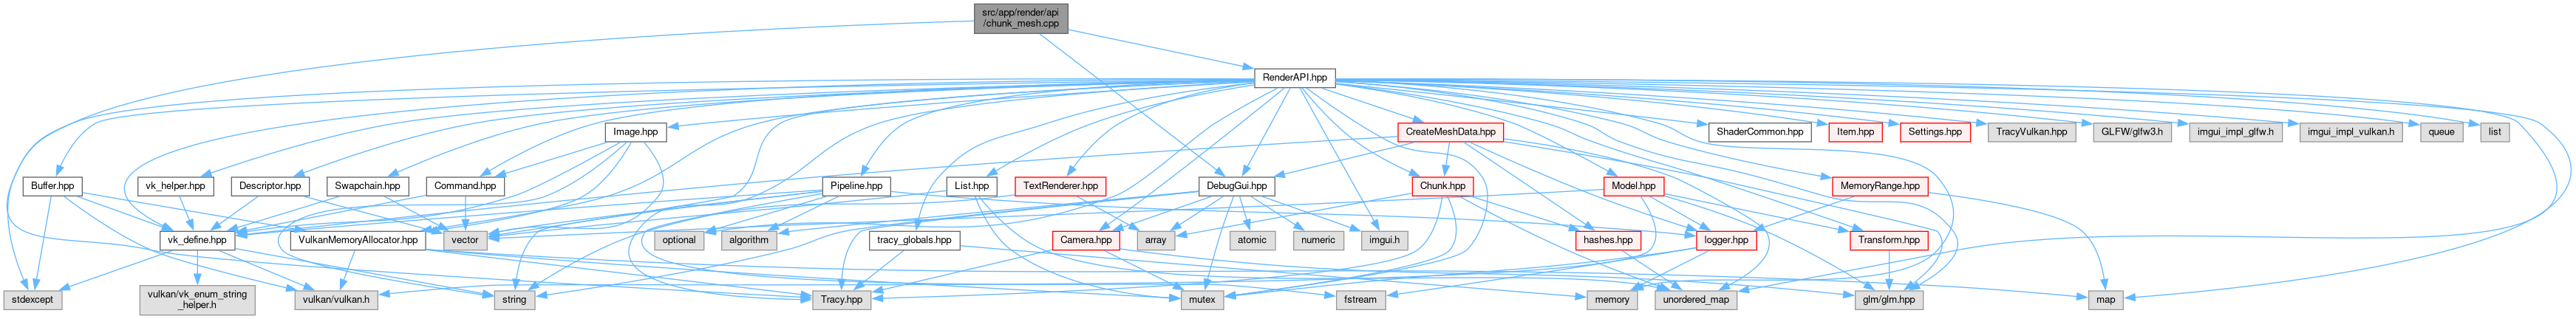 src/app/render/api
/chunk_mesh.cpp
RenderAPI.hpp
Image.hpp
CreateMeshData.hpp
ShaderCommon.hpp
Item.hpp
Settings.hpp
TracyVulkan.hpp
GLFW/glfw3.h
imgui_impl_glfw.h
imgui_impl_vulkan.h
queue
list
Buffer.hpp
vk_helper.hpp
Descriptor.hpp
Swapchain.hpp
Command.hpp
Pipeline.hpp
List.hpp
TextRenderer.hpp
DebugGui.hpp
Chunk.hpp
Model.hpp
MemoryRange.hpp
vk_define.hpp
VulkanMemoryAllocator.hpp
vector
optional
algorithm
tracy_globals.hpp
Camera.hpp
array
atomic
numeric
imgui.h
hashes.hpp
logger.hpp
Transform.hpp
stdexcept
vulkan/vk_enum_string
_helper.h
vulkan/vulkan.h
string
Tracy.hpp
mutex
fstream
memory
unordered_map
glm/glm.hpp
map